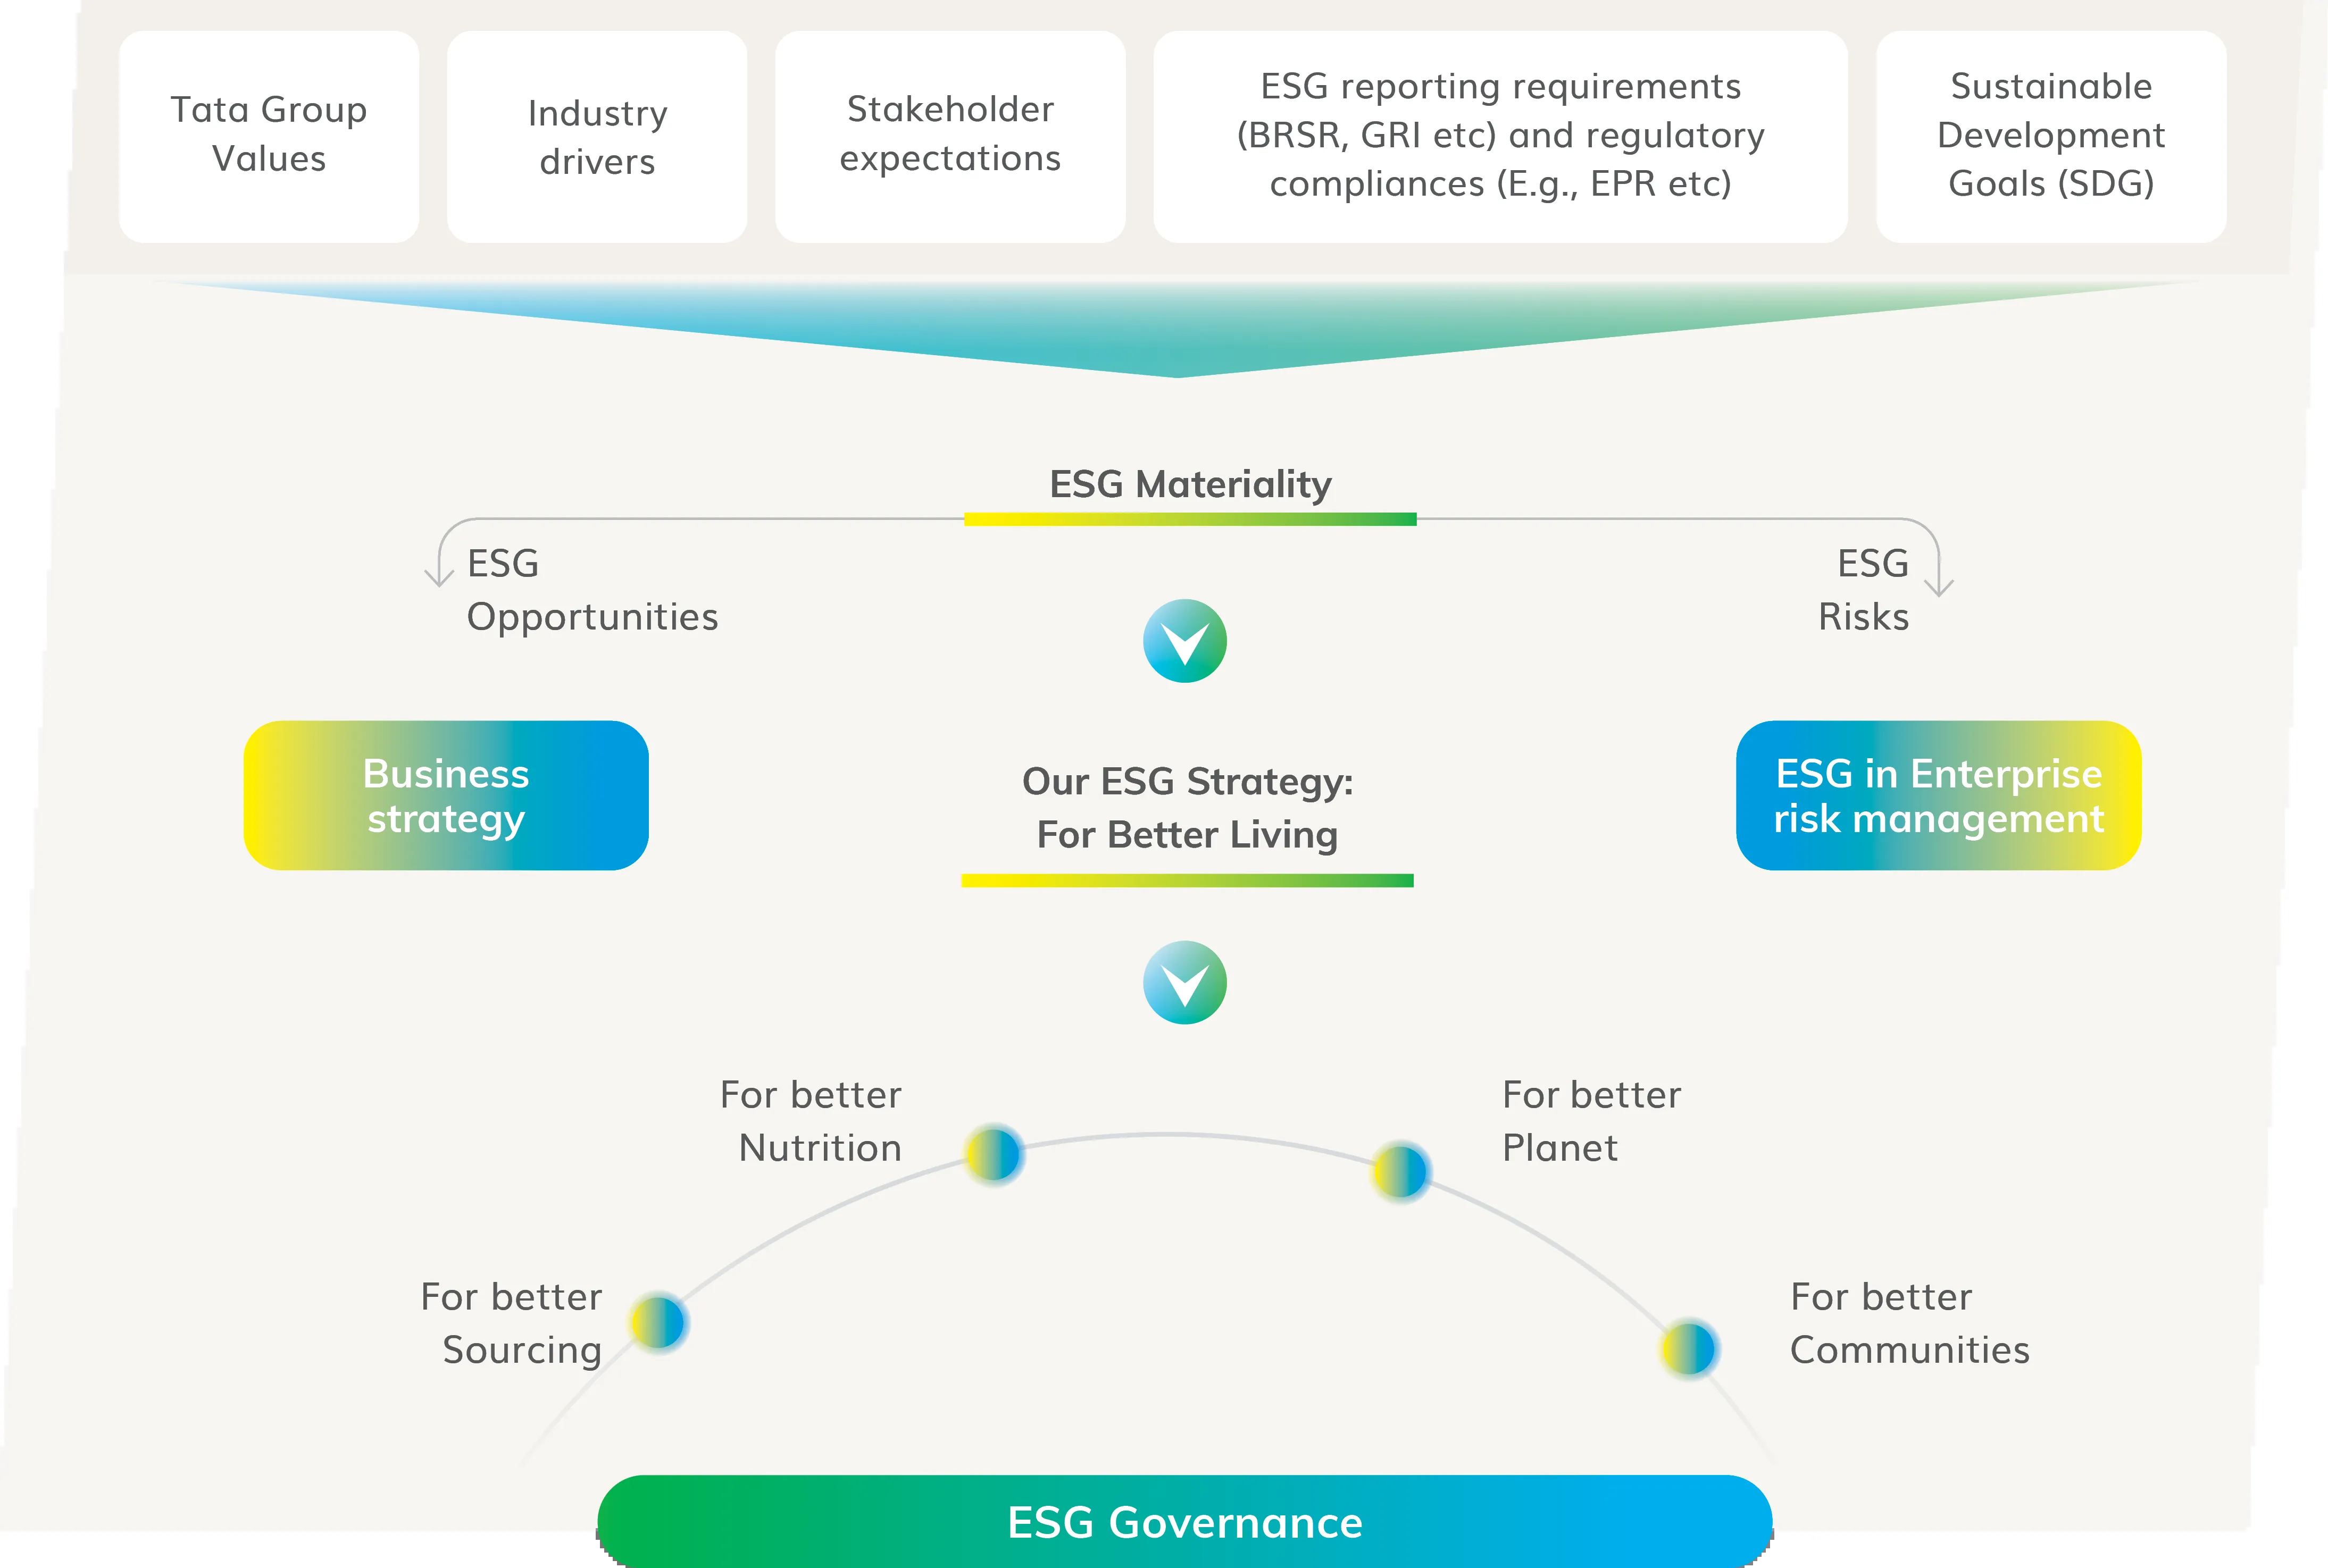 Tata Group
Values
Industry
drivers
Stakeholder
expectations
ESG reporting requirements
(BRSR, GRI etc) and regulatory
compliances (E.g., EPR etc)
Sustainable
Development
Goals (SDG)
ESG Materiality
ESG
Opportunities
ESG
Risks
Business
strategy
Our ESG Strategy:
For Better Living
ESG in Enterprise
risk management
For better
Nutrition
For better
Planet
For better
Sourcing
For better
Communities
ESG Governance